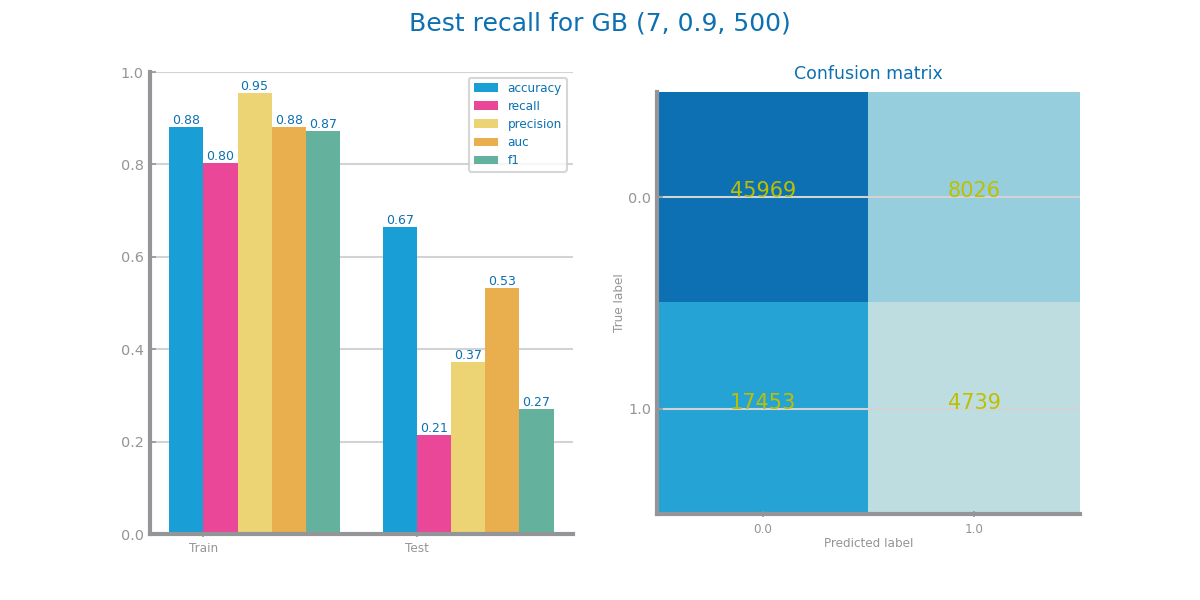 Best recall for GB (7, 0.9, 500)
1.0
0.8
0.6
0.4
0.2
0.0
0.88
0.80
0.95
0.88
0.87
0.67
0.21
0.37
0.53
0.27
accuracy
recall
precision
auc
f1
Train
Test
Confusion matrix
True label
0.0
1.0
45969
8026
17453
4739
0.0
1.0
Predicted label